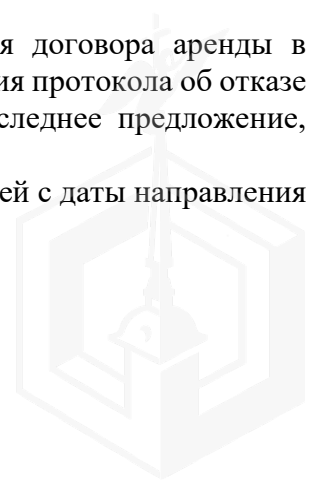 я договора аренды в
ия протокола об отказе
следнее предложение,
ей с даты направления